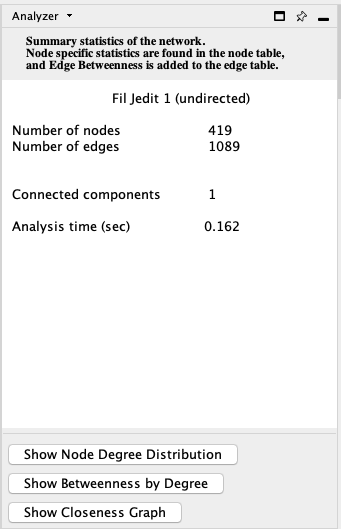 Analyzer
Summary statistics of the network.
Node specific statistics are found in the node table,
and Edge Betweenness is added to the edge table.
Fil Jedit 1 (undirected)
Number of nodes 419
Number of edges 1089
Connected components 1
Analysis time (sec) 0.162
Show Node Degree Distribution
Show Betweenness by Degree
Show Closeness Graph